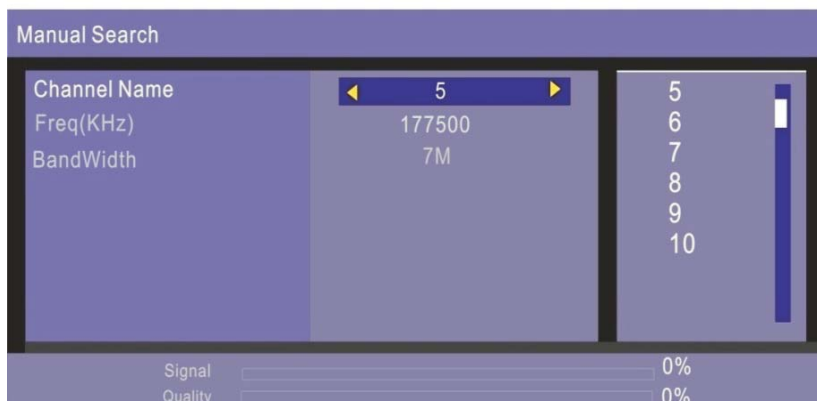 Manual Search
Channel Name 5
Freq(KHz) 177500
BandWidth 7M
5
6
7
8
9
10
Signal 0%
Quality 0%